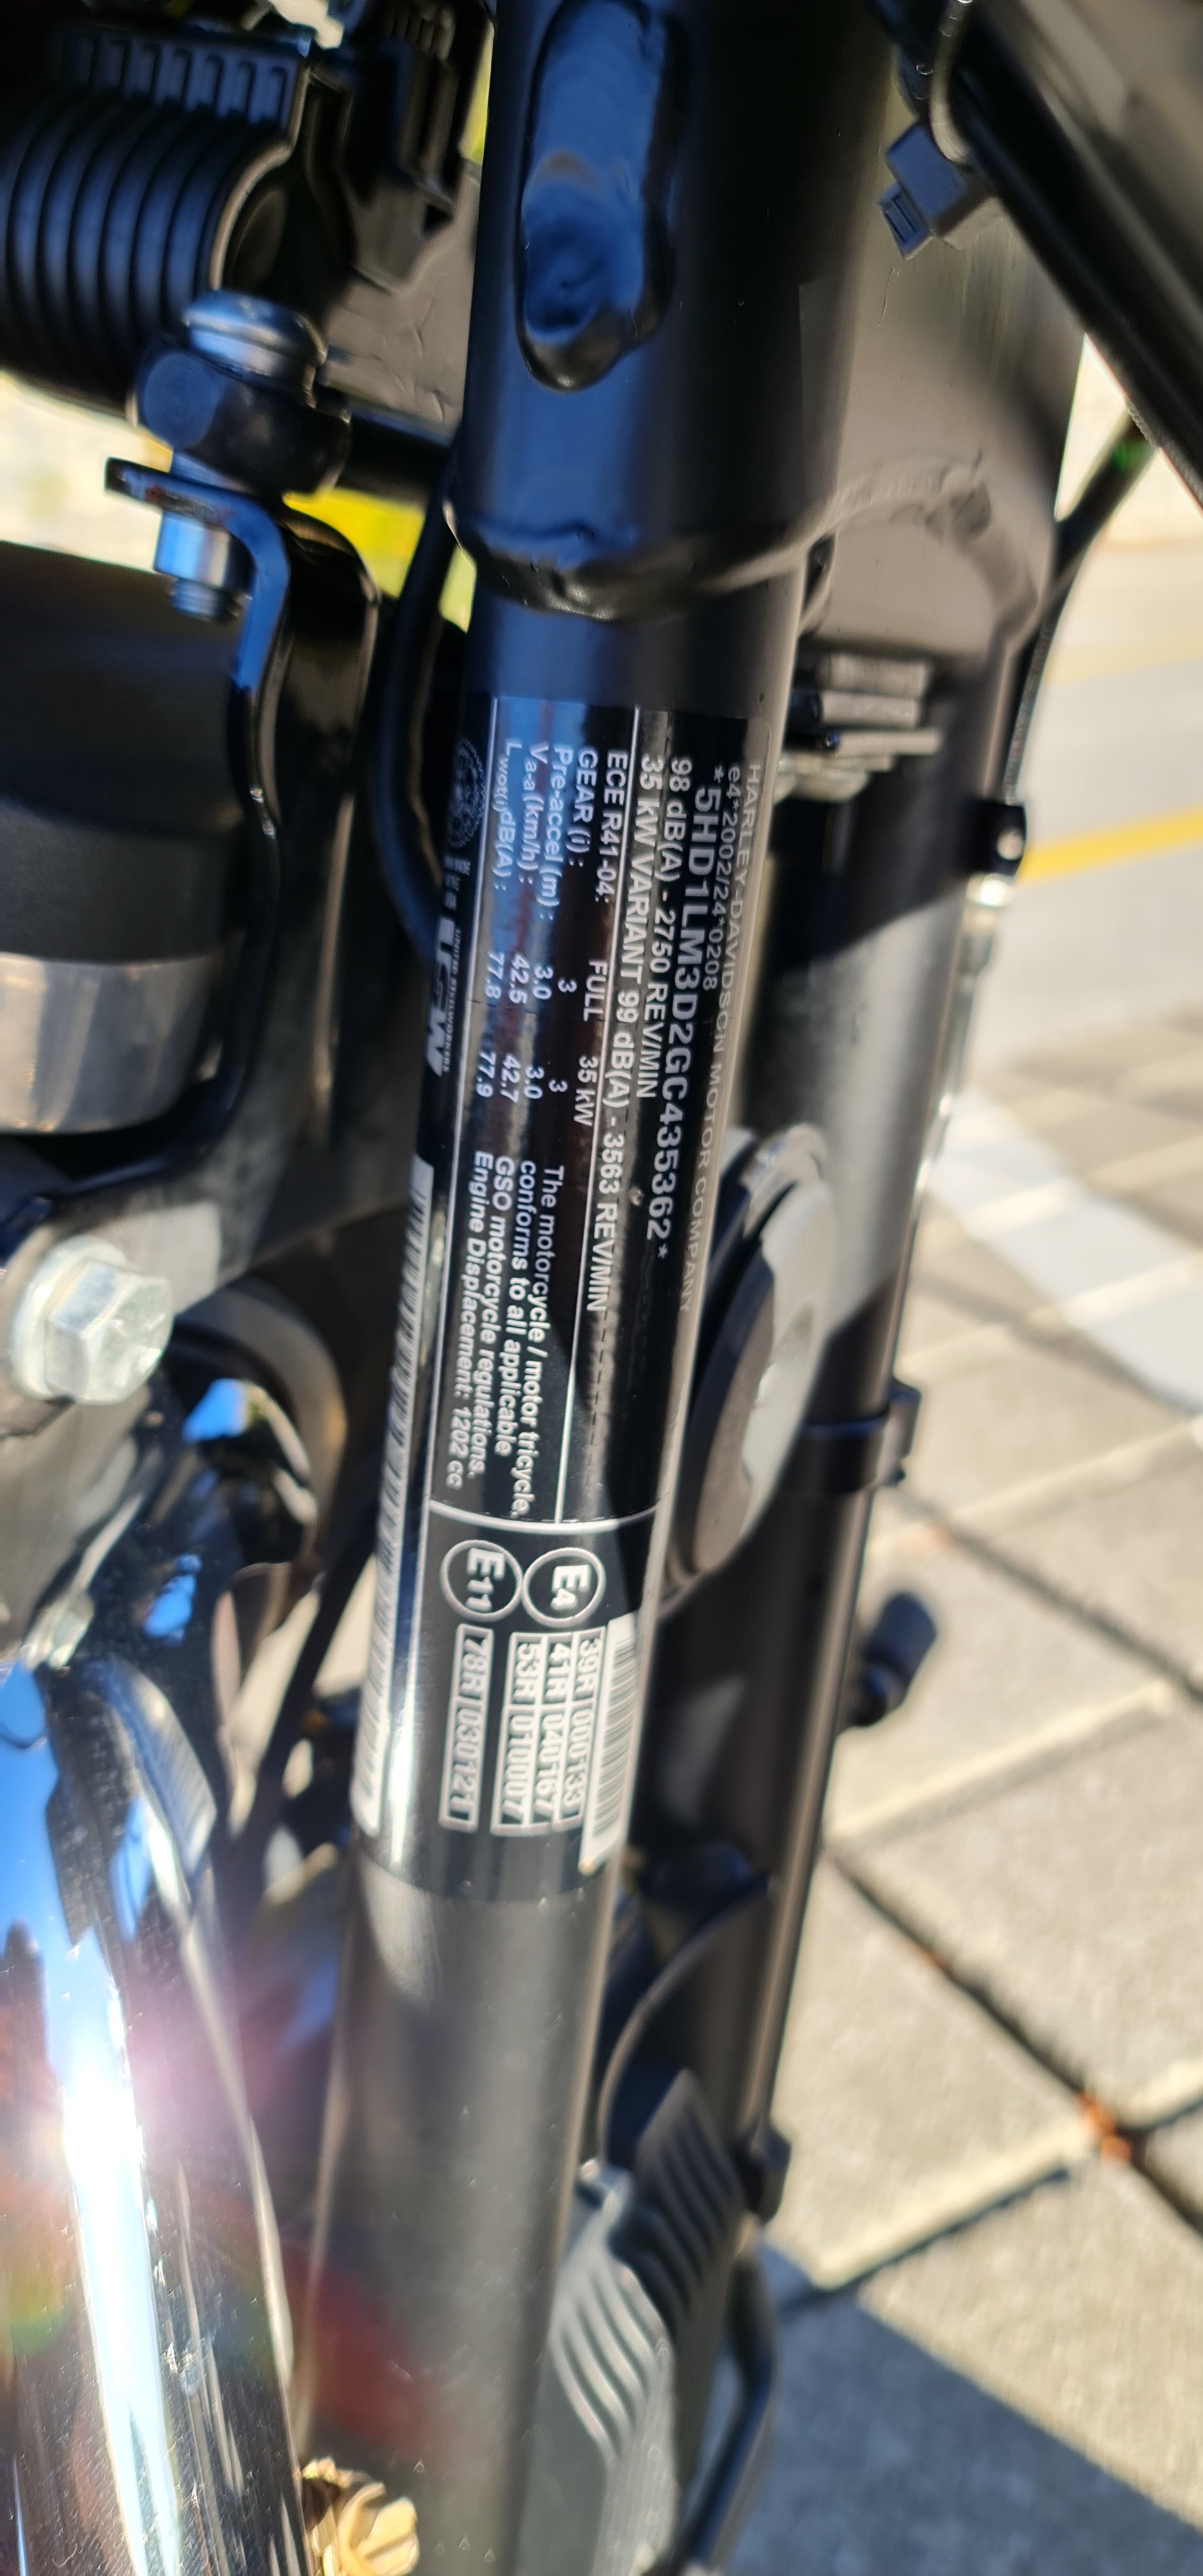 HARLEY-DAVIDSON MOTOR COMPANY
e4*2002/24*0208
*5HD1LM3D2GC435362*
98 dB(A) - 2750 REV/MIN
35 kW VARIANT 99 dB(A) - 3563 REV/MIN
ECE R41-04: FULL 35 kW
GEAR (i): 3 3
Pre-accel (m): 3.0 3.0
Va-a (km/h): 42.5 42.7
Lwot(i) dB(A): 77.8 77.9
The motorcycle / motor tricycle,
conforms to all applicable
GSO motorcycle regulations.
Engine Displacement: 1202 cc
USW
UNITED STEELWORKERS
E4
39R 000133
41R 040167
53R 010007
E11
78R 030121